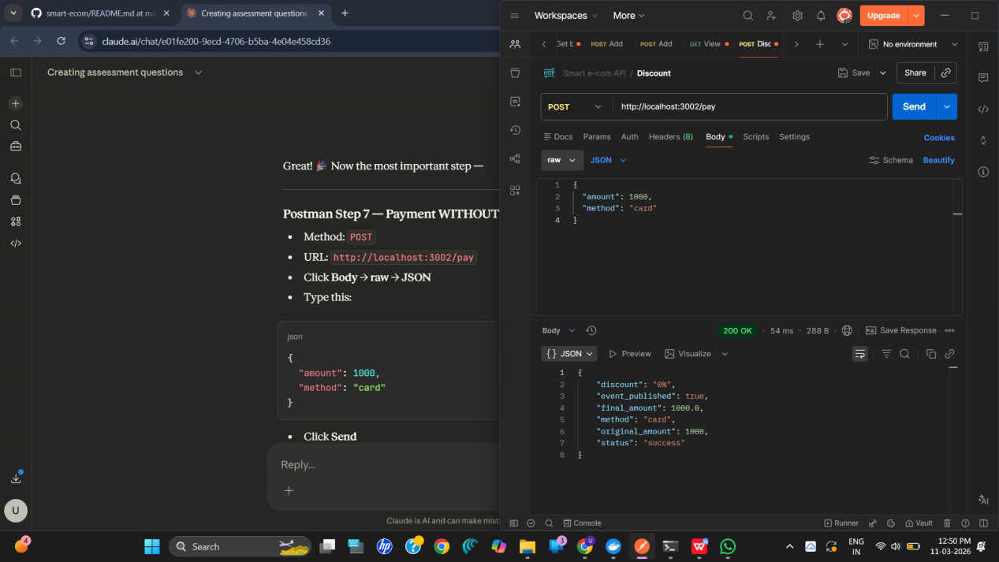 smart-ecom/README.md at ma
Creating assessment questions
claude.ai/chat/e01fe200-9ecd-4706-b5ba-4e04e458cd36
Creating assessment questions
Great! 🎉 Now the most important step —
Postman Step 7 — Payment WITHOUT
• Method: POST
• URL: http://localhost:3002/pay
• Click Body → raw → JSON
• Type this:
json
{
"amount": 1000,
"method": "card"
}
• Click Send
Reply...
Claude is AI and can make mist
U
Workspaces
More
Upgrade
Get b
POST Add
POST Add
GET View
POST Disc
No environment
HTTP Smart e-com API / Discount
Save
Share
POST
http://localhost:3002/pay
Send
Docs
Params
Auth
Headers (8)
Body
Scripts
Settings
Cookies
raw
JSON
Schema
Beautify
1 {
2 "amount": 1000,
3 "method": "card"
4 }
Body
200 OK
54 ms
288 B
e.g. Save Response
{} JSON
Preview
Visualize
1 {
2 "discount": "0%",
3 "event_published": true,
4 "final_amount": 1000.0,
5 "method": "card",
6 "original_amount": 1000,
7 "status": "success"
8 }
AI
Console
Runner
Vault
4
Search
3
U
ENG
IN
12:50 PM
11-03-2026